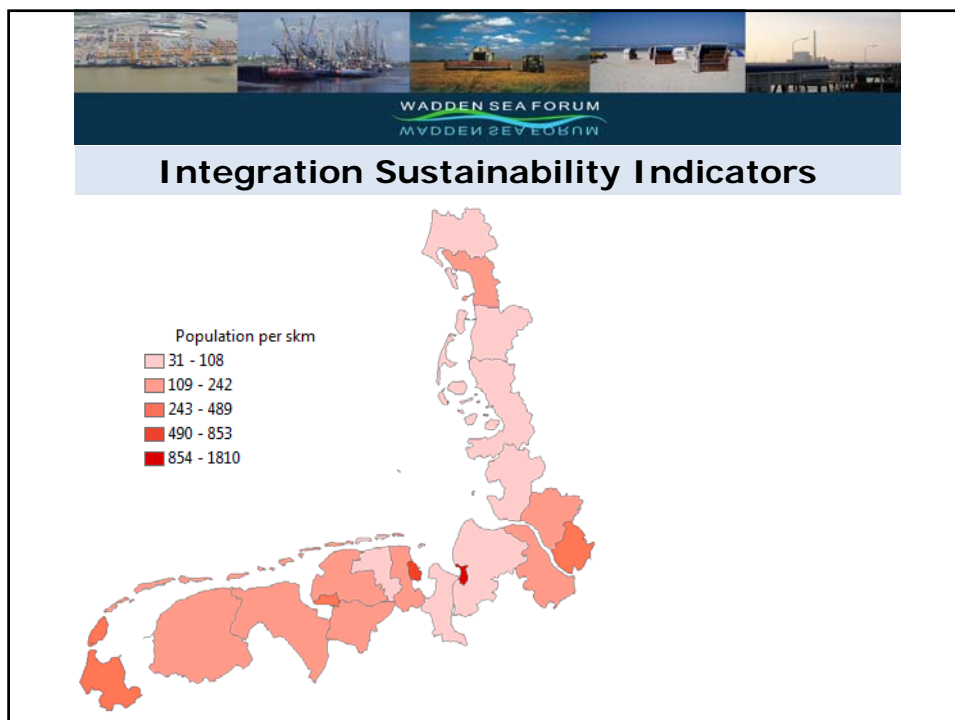 WADDEN SEA FORUM
WADDEN SEA FORUM
Integration Sustainability Indicators
Population per skm
31 - 108
109 - 242
243 - 489
490 - 853
854 - 1810